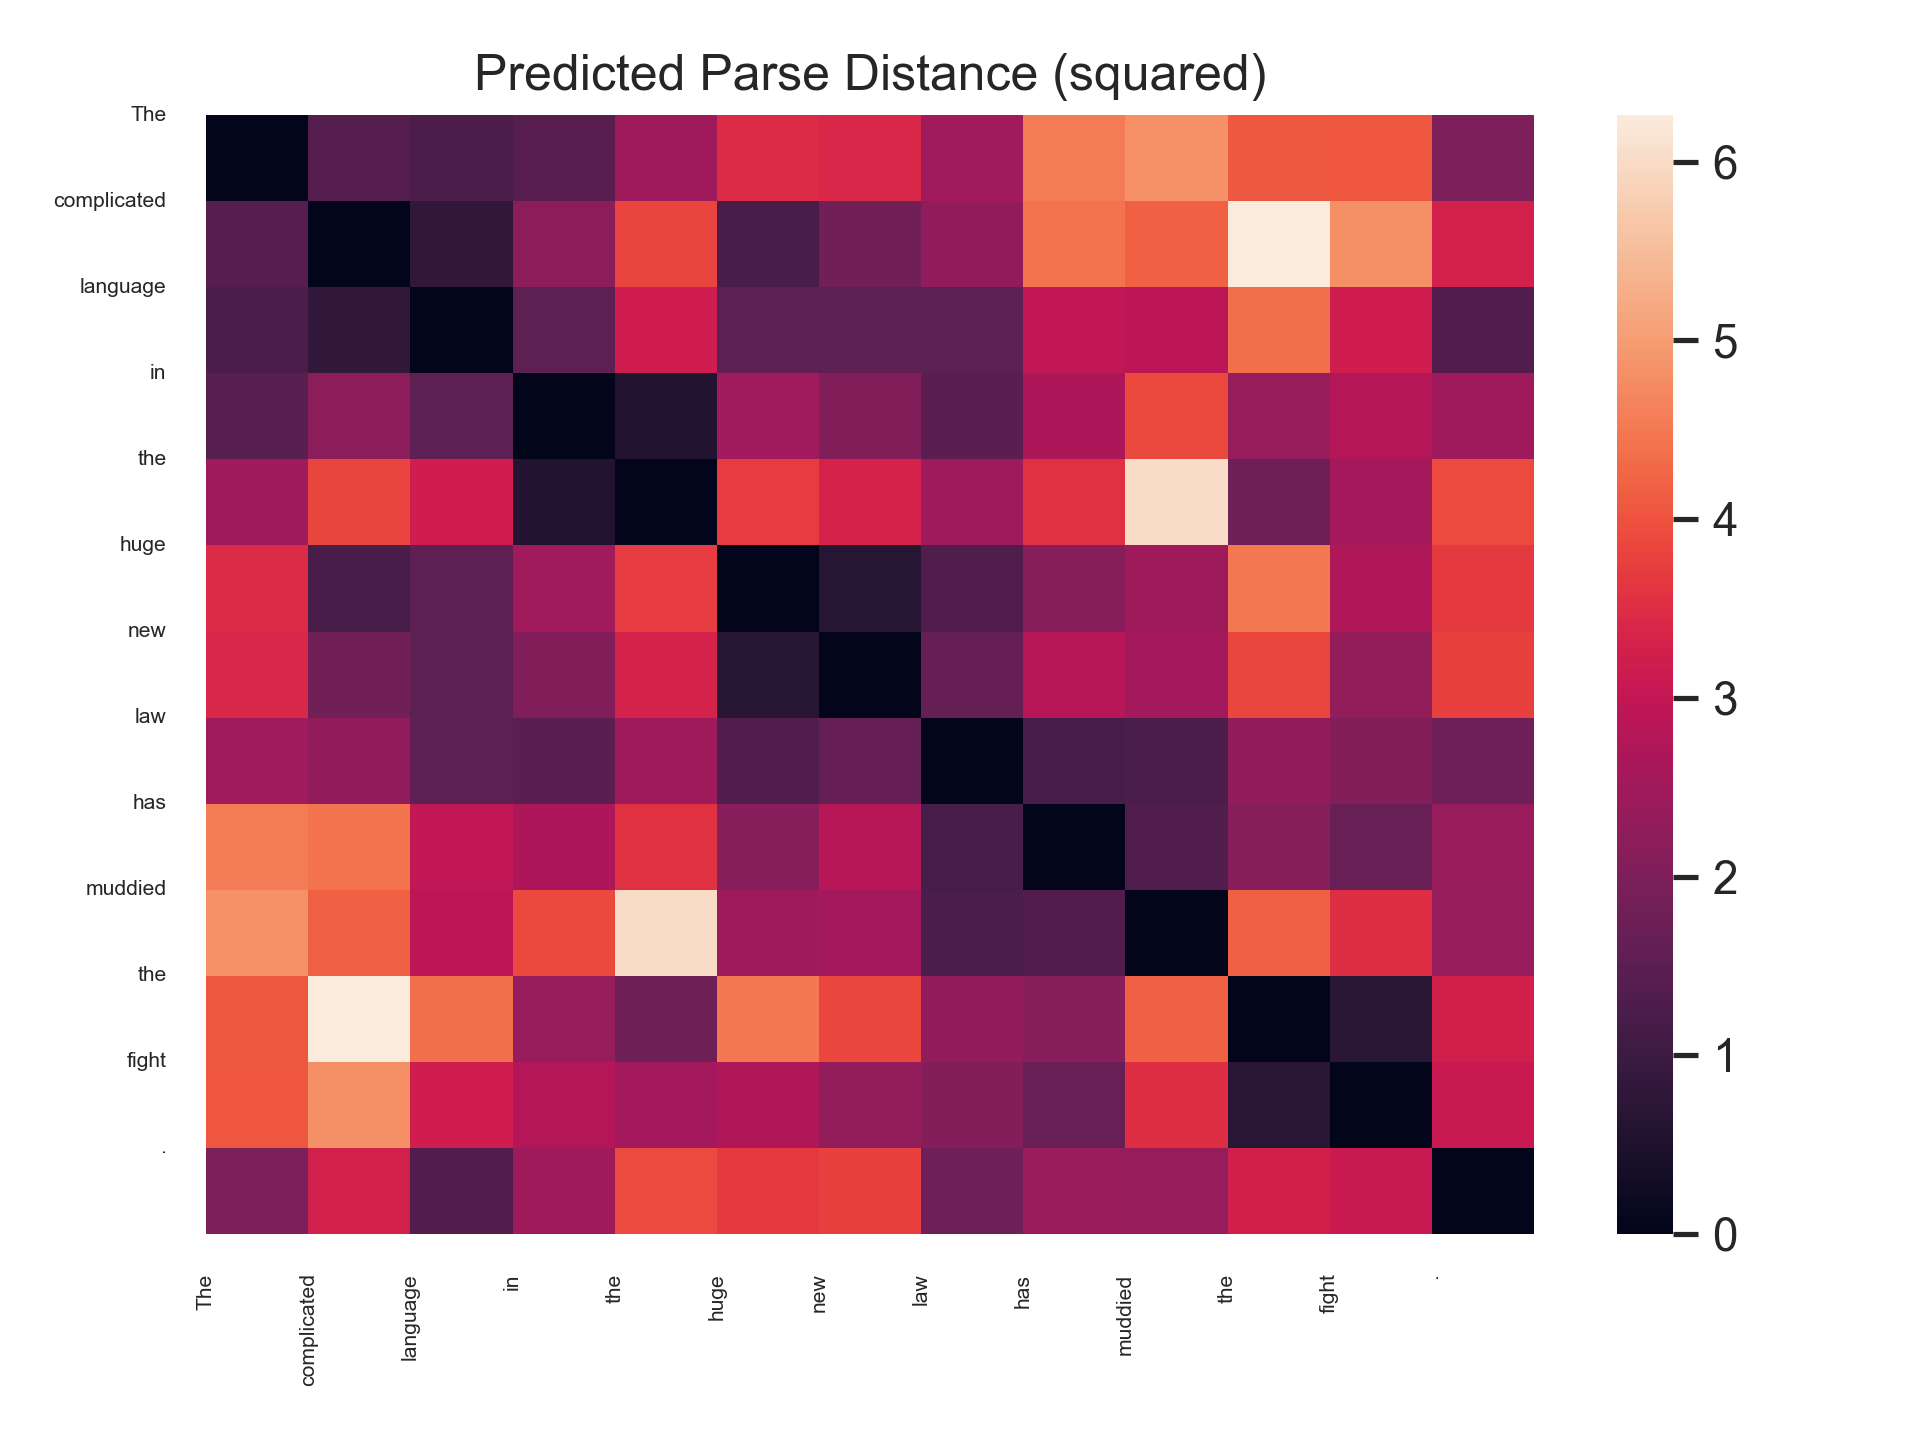 Predicted Parse Distance (squared)
The
complicated
language
in
the
huge
new
law
has
muddied
the
fight
.
The
complicated
language
in
the
huge
new
law
has
muddied
the
fight
.
6
5
4
3
2
1
0